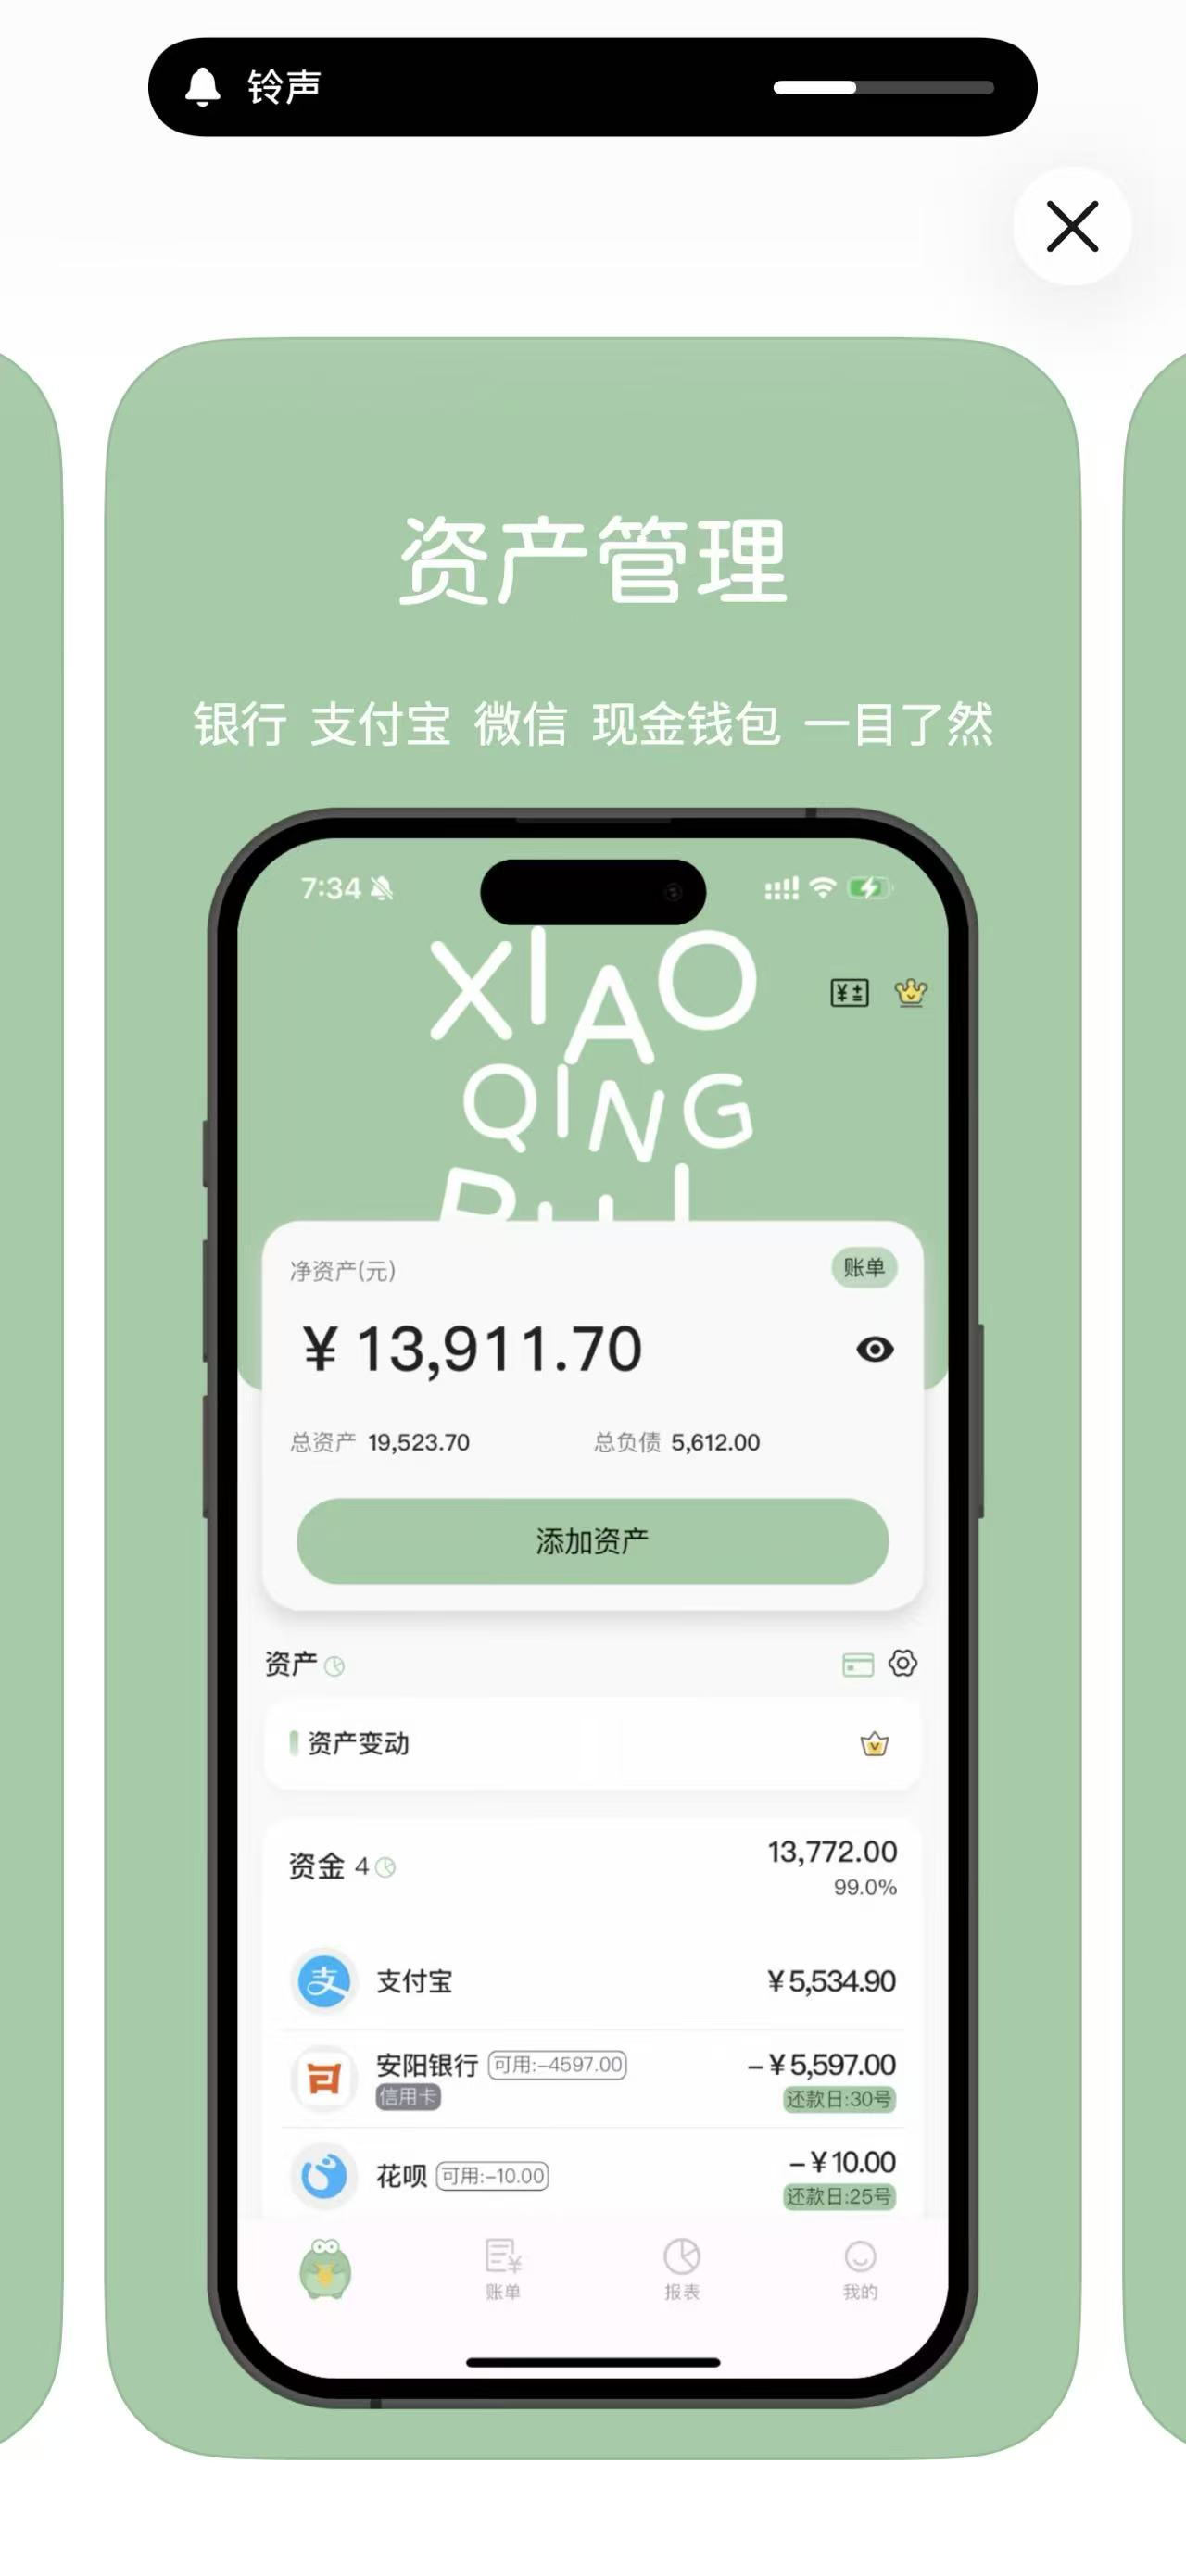 铃声
资产管理
银行 支付宝 微信 现金钱包 一目了然
7:34
XIAO
QING
净资产(元)
账单
¥ 13,911.70
总资产 19,523.70
总负债 5,612.00
添加资产
资产
资产变动
资金 4
13,772.00
99.0%
支付宝
¥5,534.90
安阳银行 可用:-4597.00
-¥5,597.00
信用卡
还款日:30号
花呗 可用:-10.00
-¥10.00
还款日:25号
账单
报表
我的